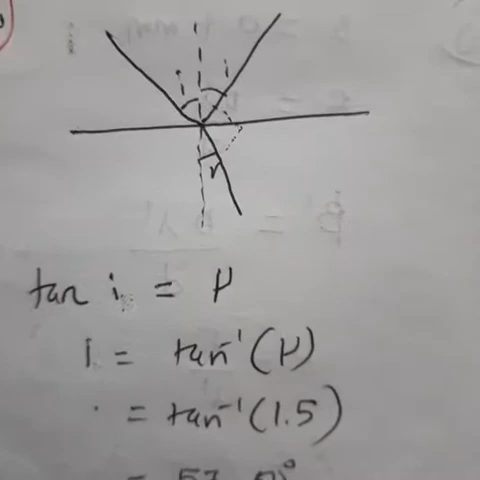 i i
r
tan i = μ
i = tan⁻¹(μ)
= tan⁻¹(1.5)